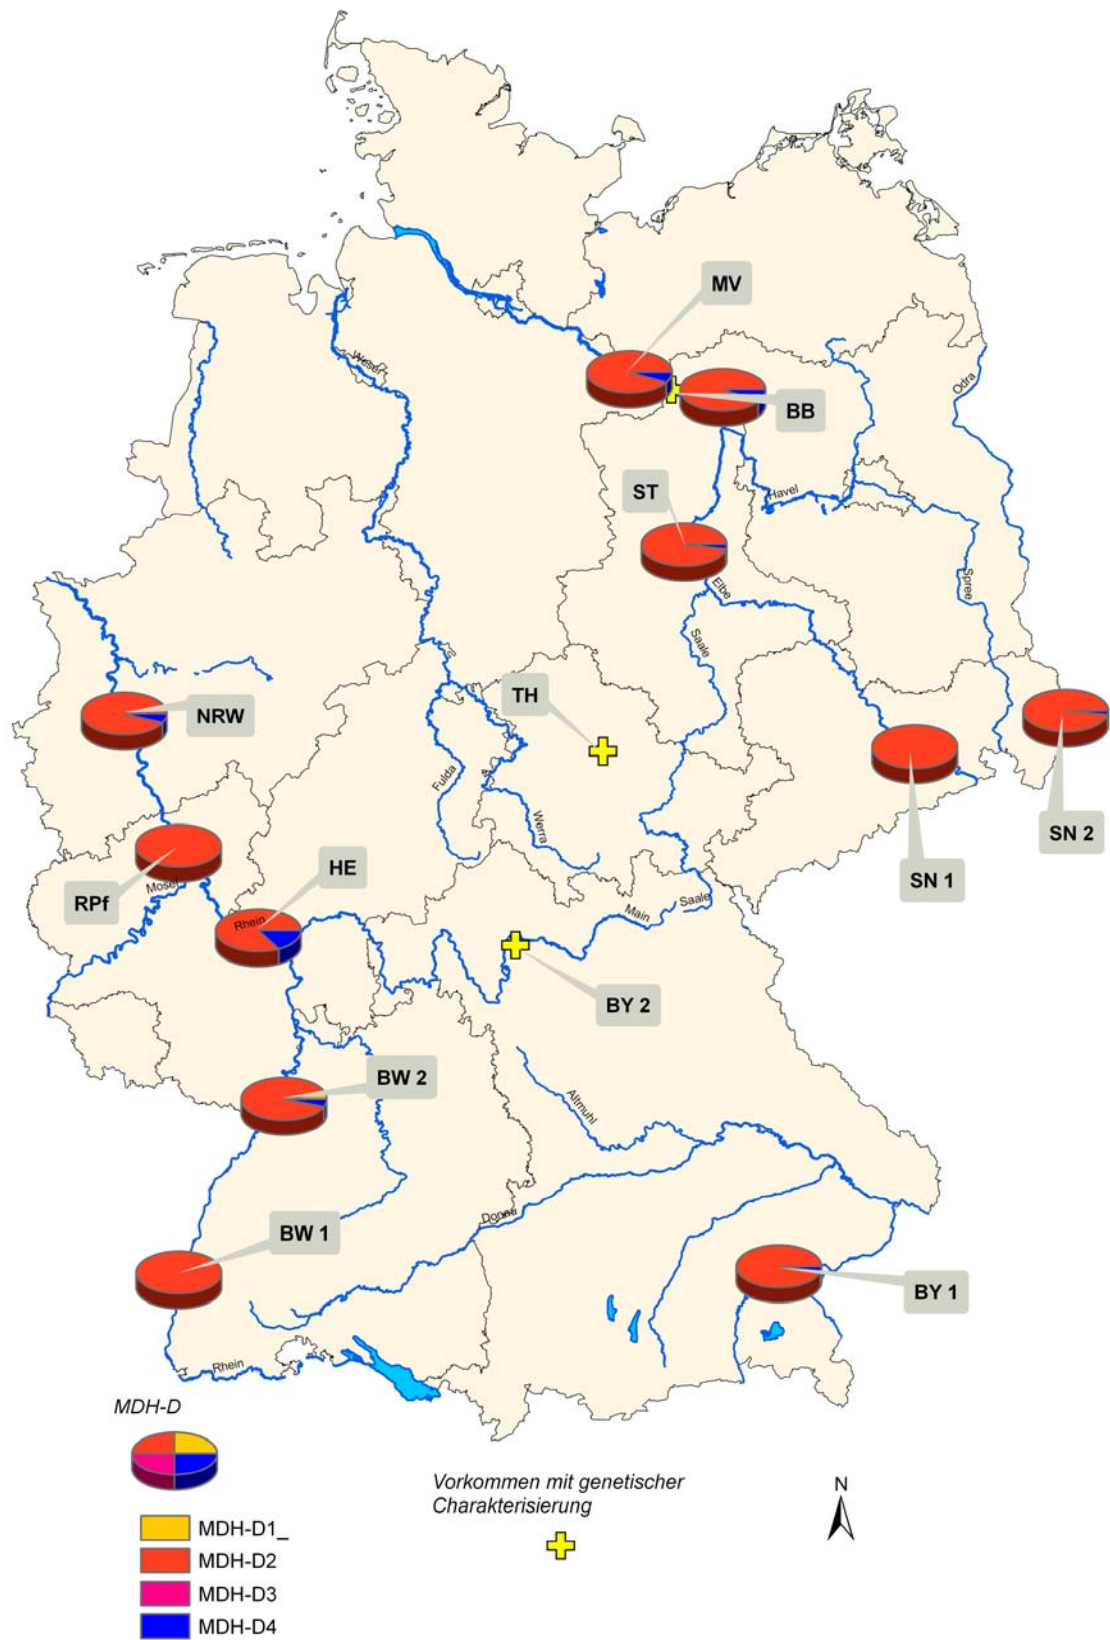 MV
Weser
Odra
BB
ST
Havel
Elbe
Spree
Saale
TH
NRW
Fulda
Werra
SN 2
HE
SN 1
RPf
Mosel
Rhein
Main
Saale
BY 2
BW 2
Altmuhl
Donau
BW 1
BY 1
Rhein
MDH-D
Vorkommen mit genetischer
Charakterisierung
N
MDH-D1_
MDH-D2
MDH-D3
MDH-D4